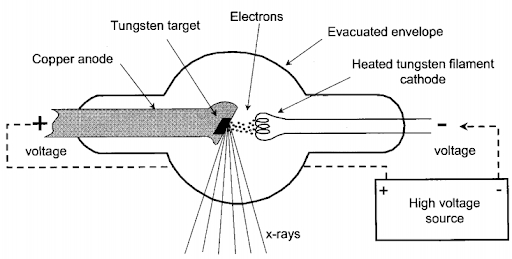 Tungsten target
Electrons
Evacuated envelope
Copper anode
Heated tungsten filament
cathode
+
-
voltage
voltage
+ -
High voltage
source
x-rays